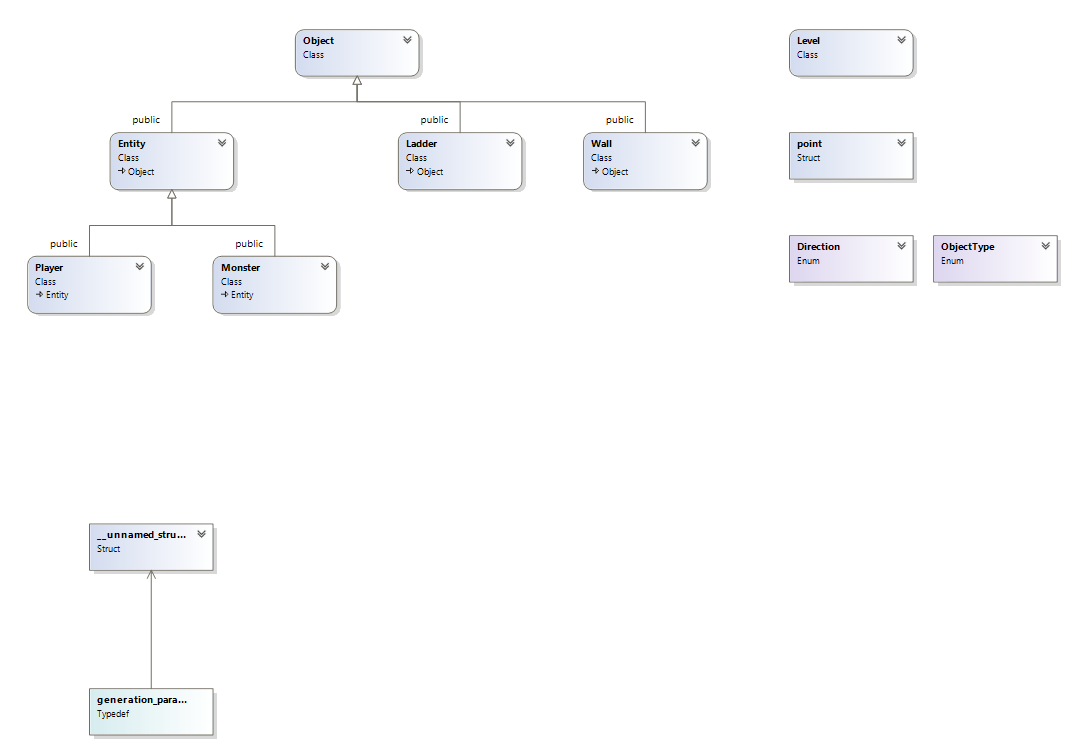 Object
Class
Level
Class
public
public
public
Entity
Class
Object
Ladder
Class
Object
Wall
Class
Object
point
Struct
public
public
Player
Class
Entity
Monster
Class
Entity
Direction
Enum
ObjectType
Enum
__unnamed_stru...
Struct
generation_para...
Typedef